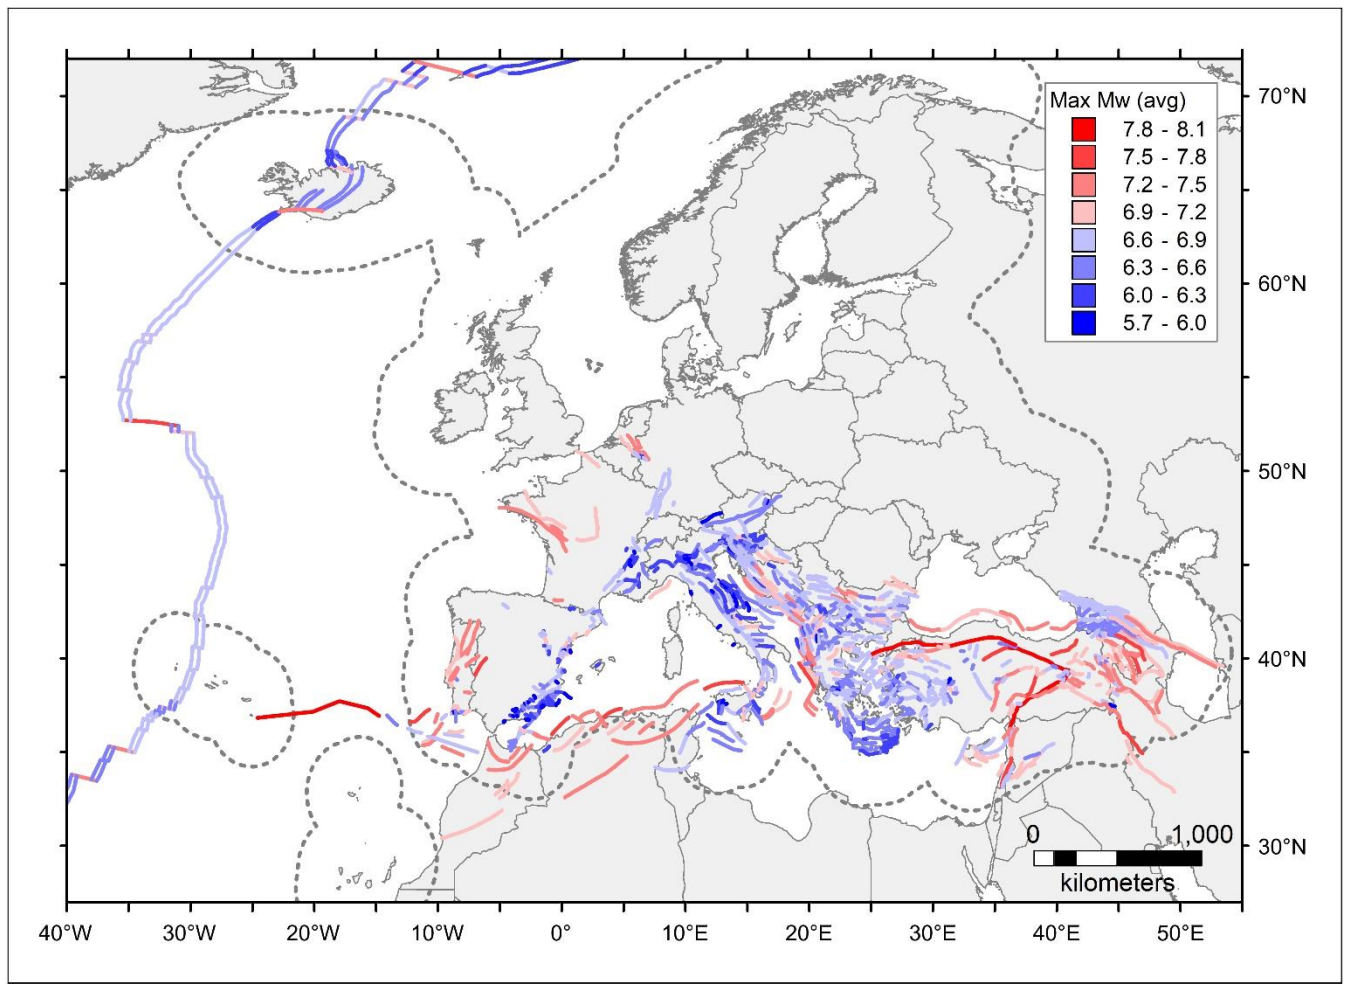 Max Mw (avg)
7.8 - 8.1
7.5 - 7.8
7.2 - 7.5
6.9 - 7.2
6.6 - 6.9
6.3 - 6.6
6.0 - 6.3
5.7 - 6.0
70°N
60°N
50°N
40°N
30°N
0 1,000
kilometers
40°W 30°W 20°W 10°W 0° 10°E 20°E 30°E 40°E 50°E